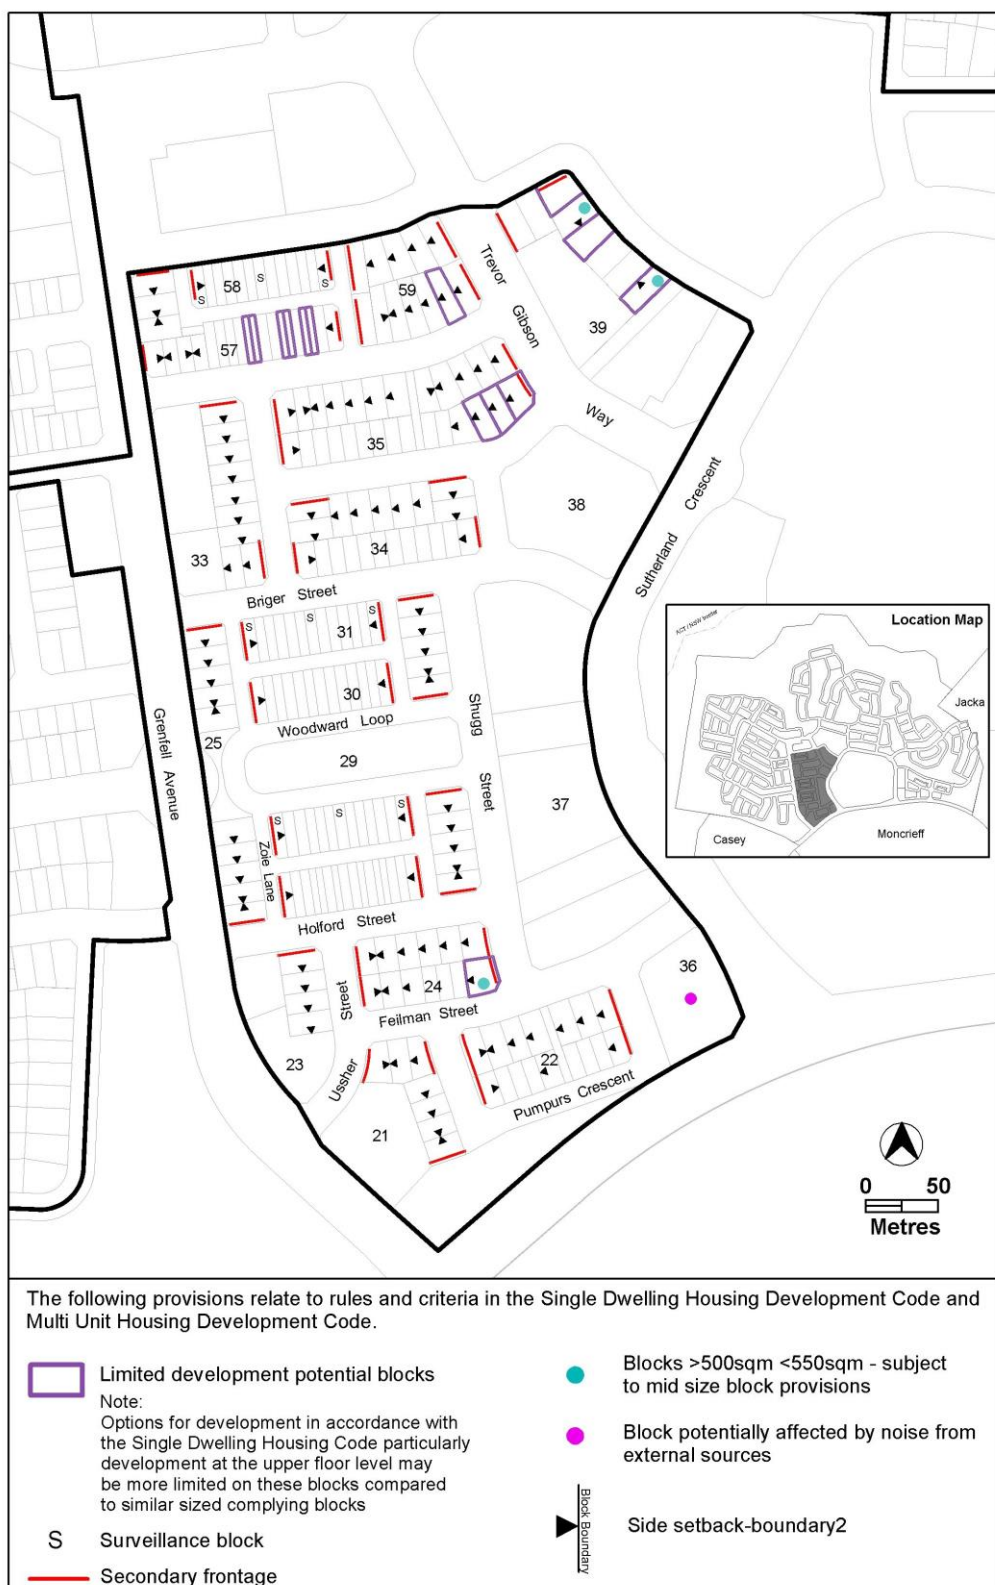 58
57
59
Trevor
Gibson
Way
39
35
38
33
34
Briger Street
Sutherland Crescent
31
30
Woodward Loop
25
29
Shugg
Street
Grenfell Avenue
37
Zoie Lane
Holford Street
36
24
Feilman Street
Street
Ussher
23
22
21
Pumpurs Crescent
S
S
S
S
S
S
S
S
S
Location Map
ACT / NSW border
Jacka
Casey
Moncrieff
0 50
Metres
The following provisions relate to rules and criteria in the Single Dwelling Housing Development Code and
Multi Unit Housing Development Code.
Limited development potential blocks
Note:
Options for development in accordance with
the Single Dwelling Housing Code particularly
development at the upper floor level may
be more limited on these blocks compared
to similar sized complying blocks
S Surveillance block
Secondary frontage
Blocks >500sqm <550sqm - subject
to mid size block provisions
Block potentially affected by noise from
external sources
Block Boundary
Side setback-boundary2